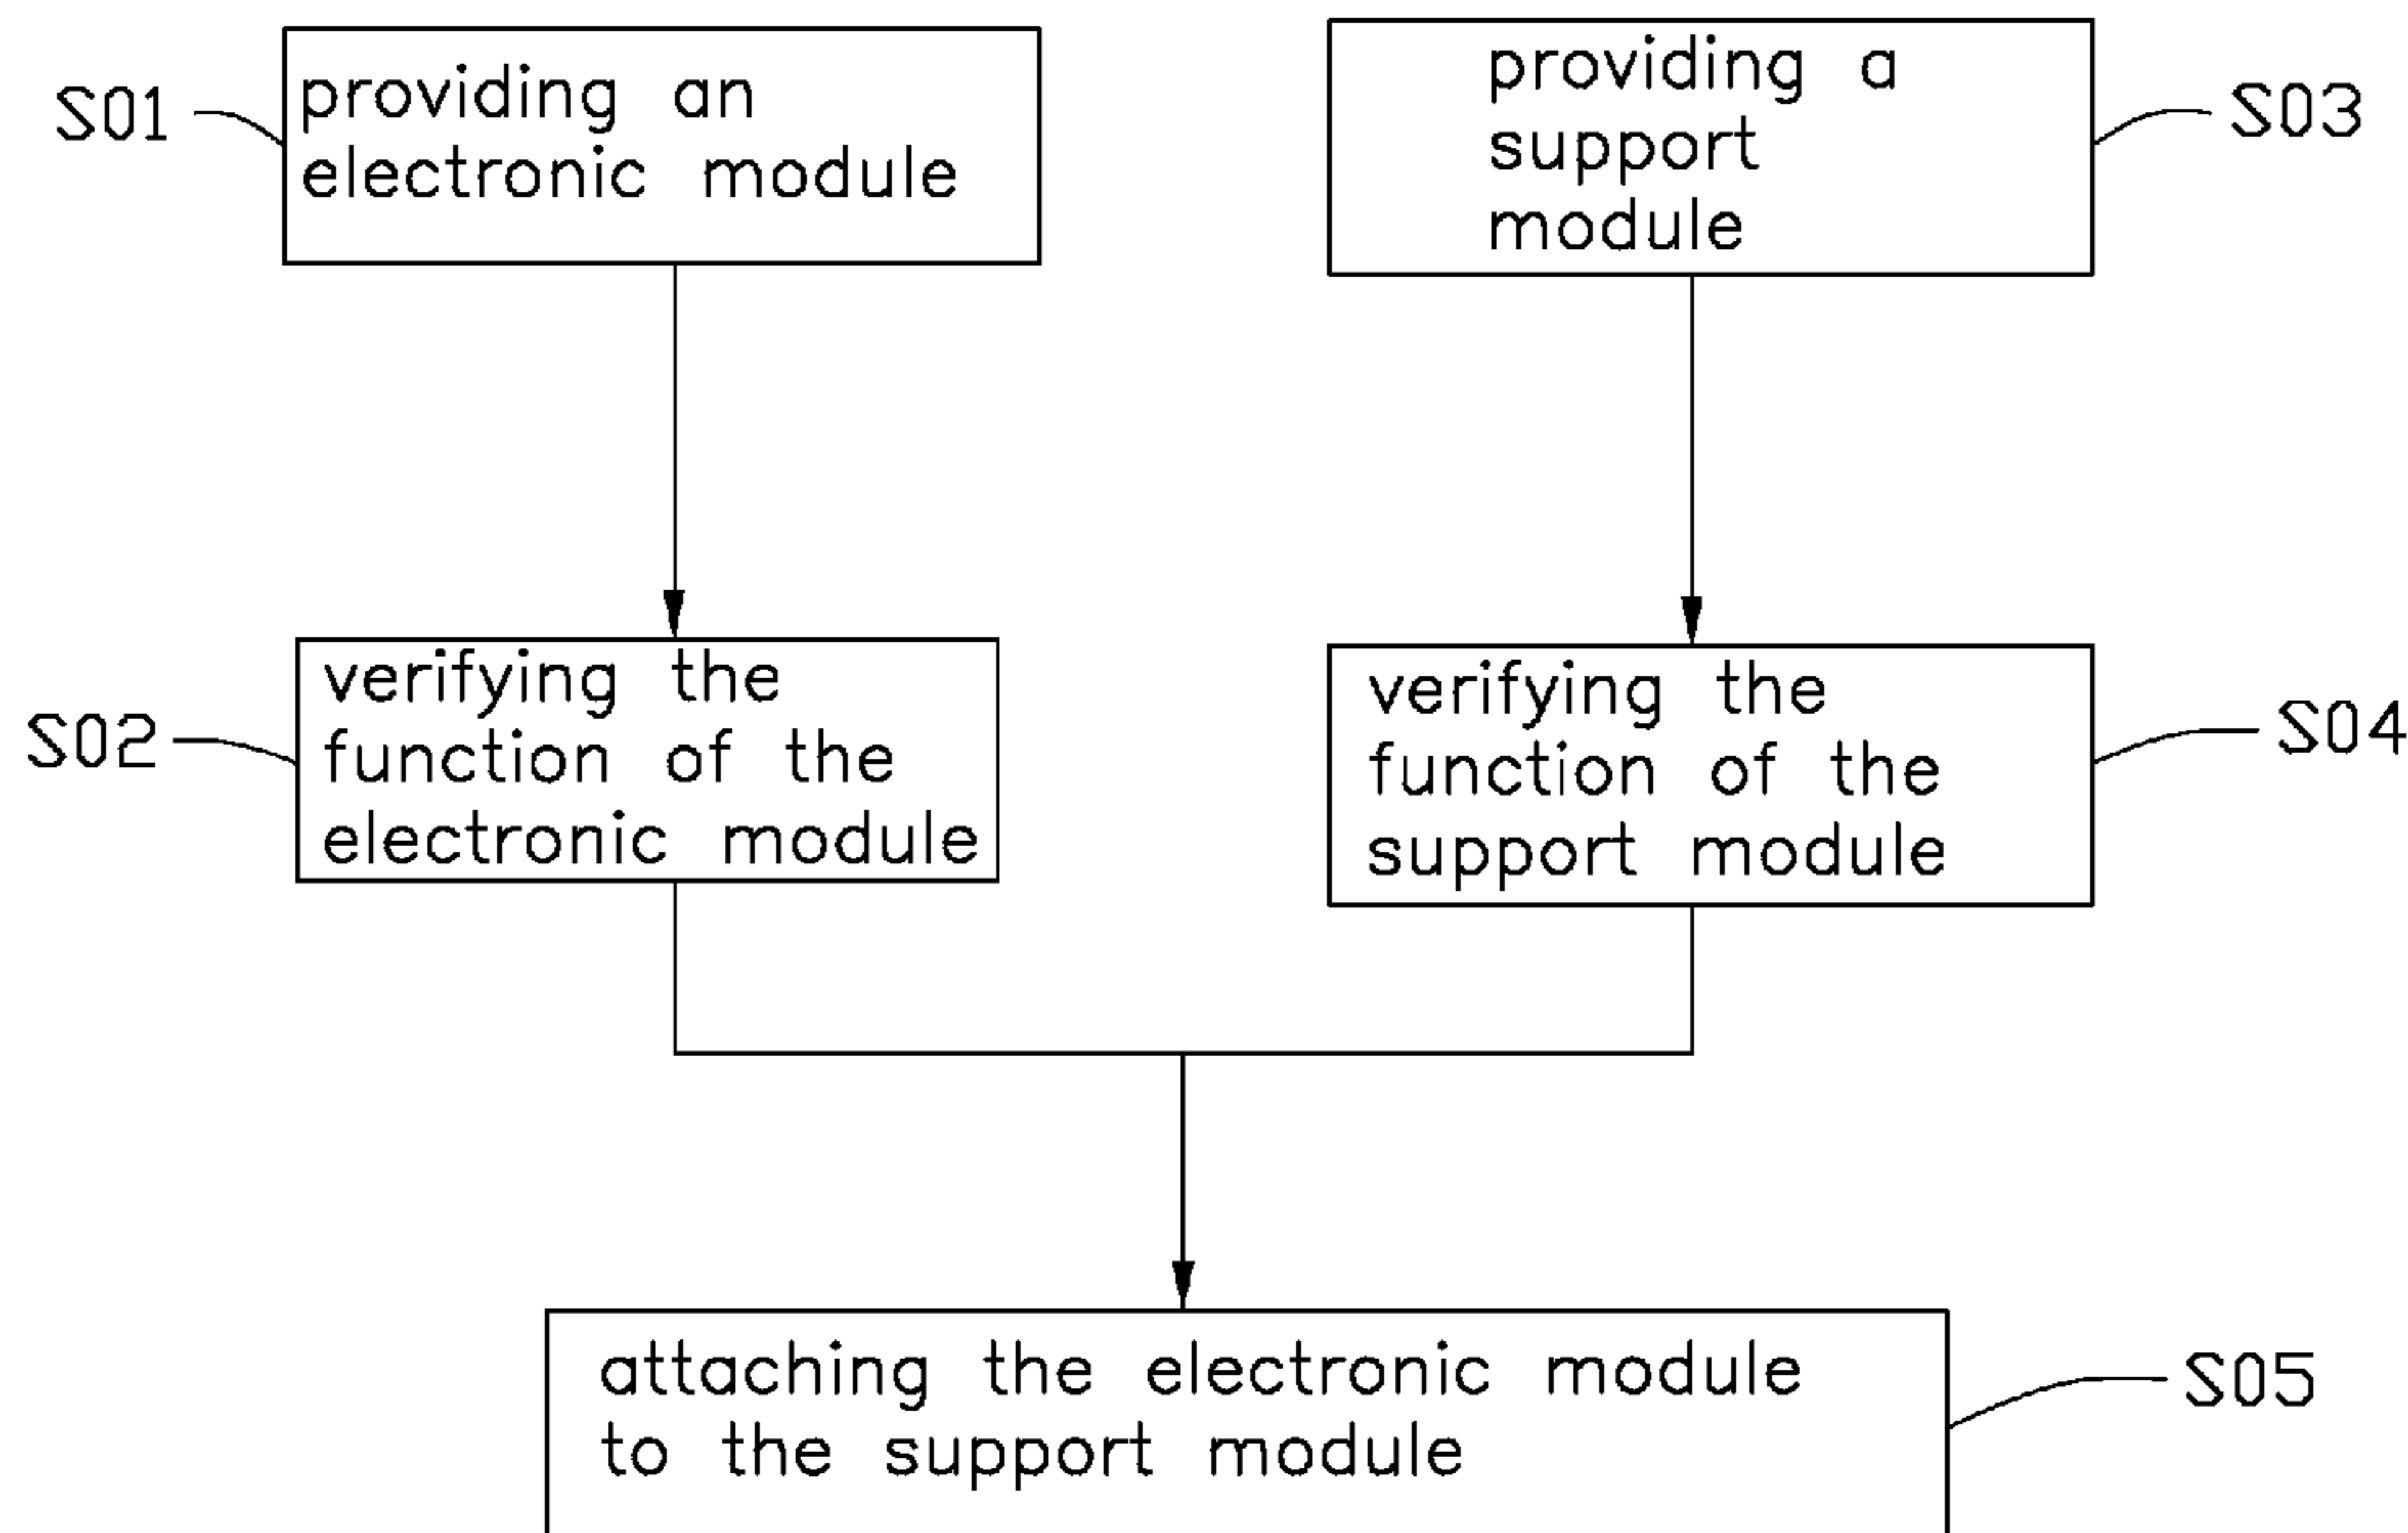 S01
providing an
electronic module
providing a
support
module
S03
S02
verifying the
function of the
electronic module
verifying the
function of the
support module
S04
attaching the electronic module
to the support module
S05